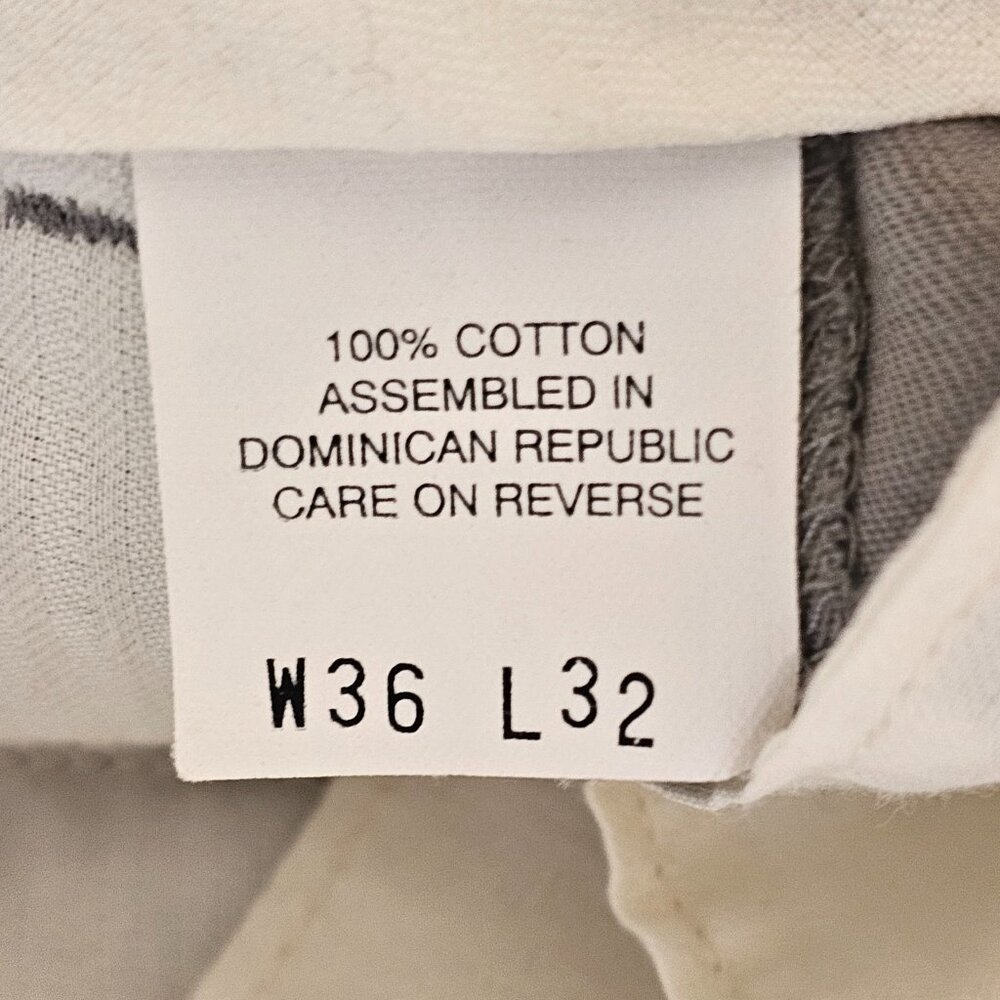 100% COTTON
ASSEMBLED IN
DOMINICAN REPUBLIC
CARE ON REVERSE
W36 L32